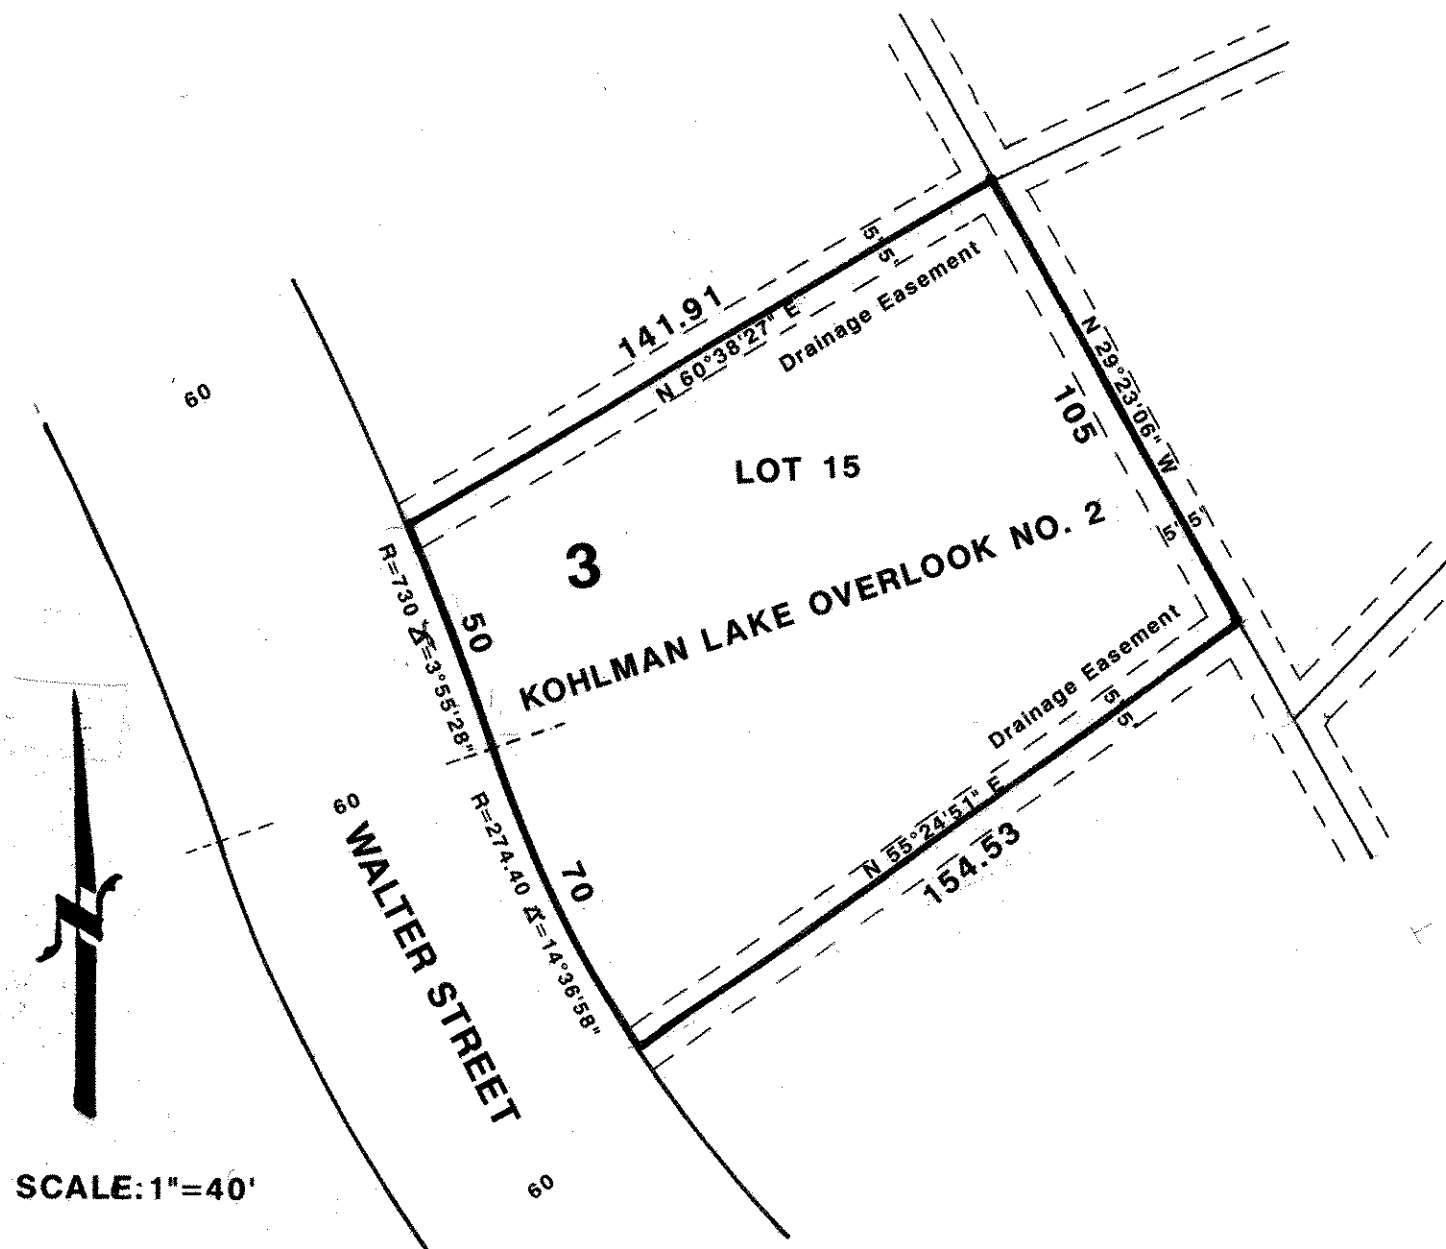 60
141.91
5' 5'
N 60°38'27" E
Drainage Easement
N 29°23'06" W
105
LOT 15
3
KOHLMAN LAKE OVERLOOK NO. 2
5' 5'
R=730 Δ=3°55'28"
50
Drainage Easement
5' 5'
N 55°24'51" E
154.53
60
WALTER STREET
R=274.40 Δ=14°36'58"
70
N
SCALE: 1"=40'
60